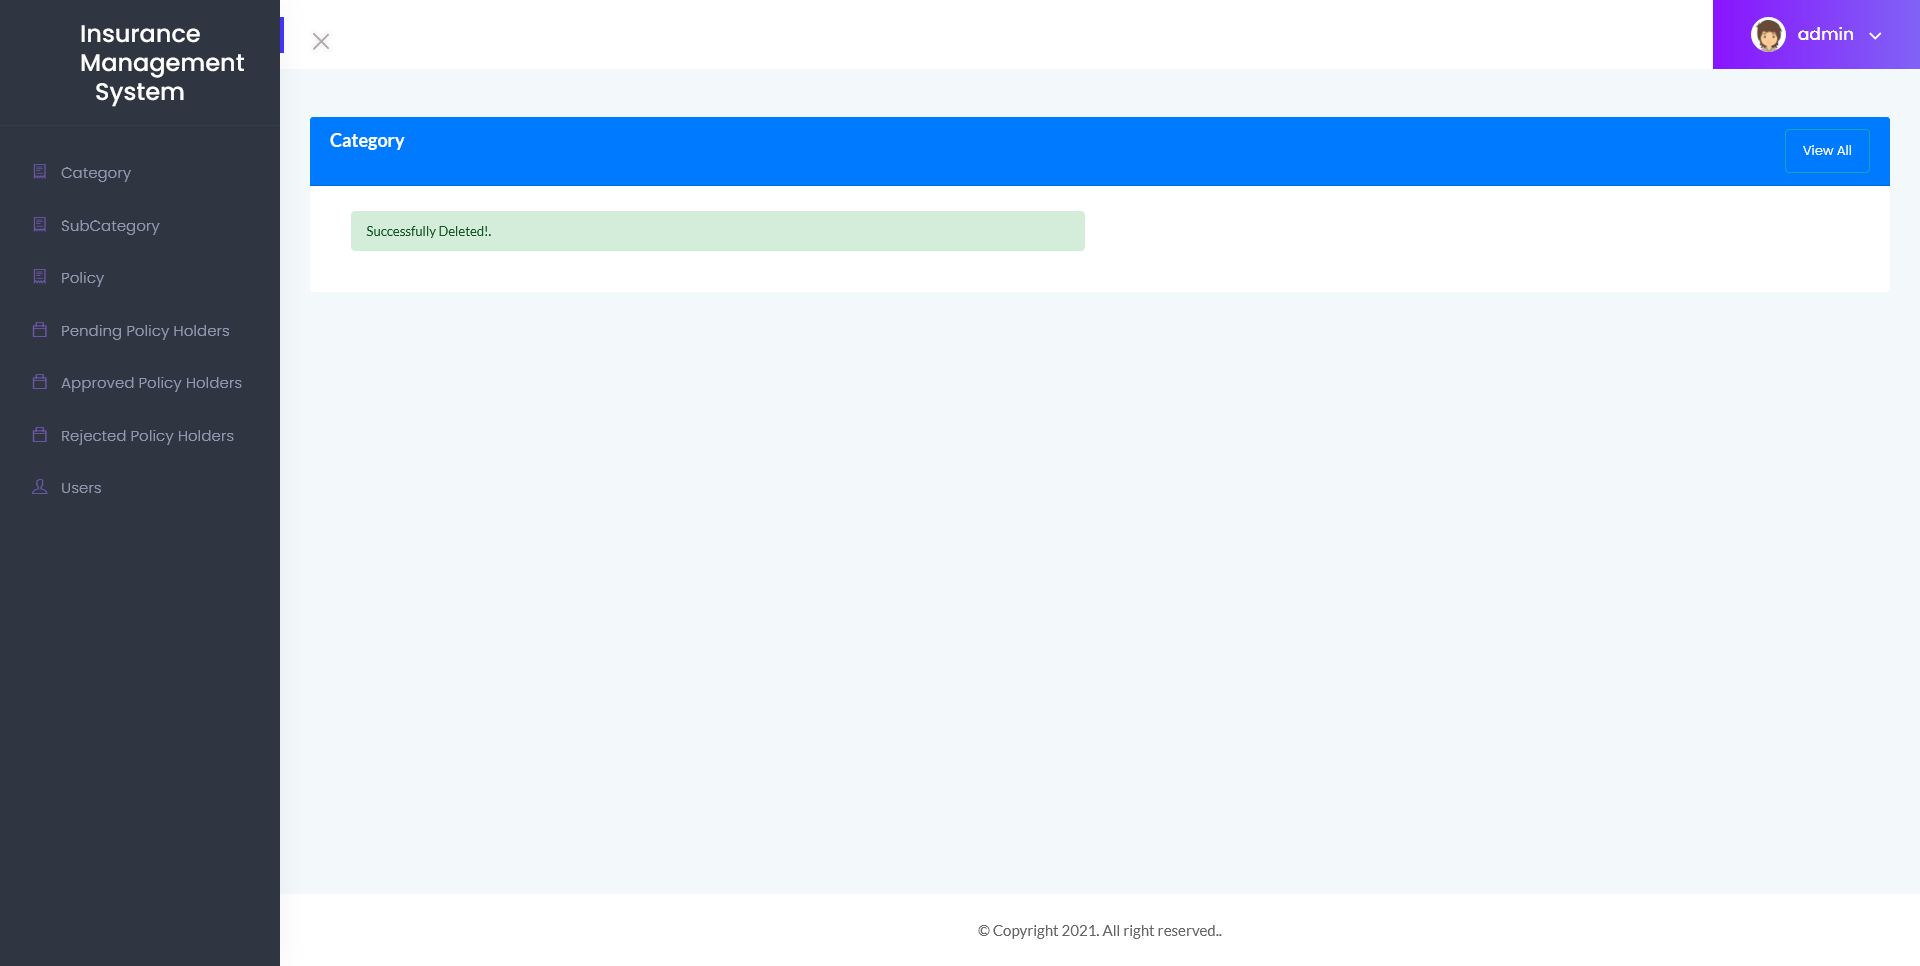 Insurance
Management
System
admin
Category
View All
Successfully Deleted!.
Category
SubCategory
Policy
Pending Policy Holders
Approved Policy Holders
Rejected Policy Holders
Users
© Copyright 2021. All right reserved..